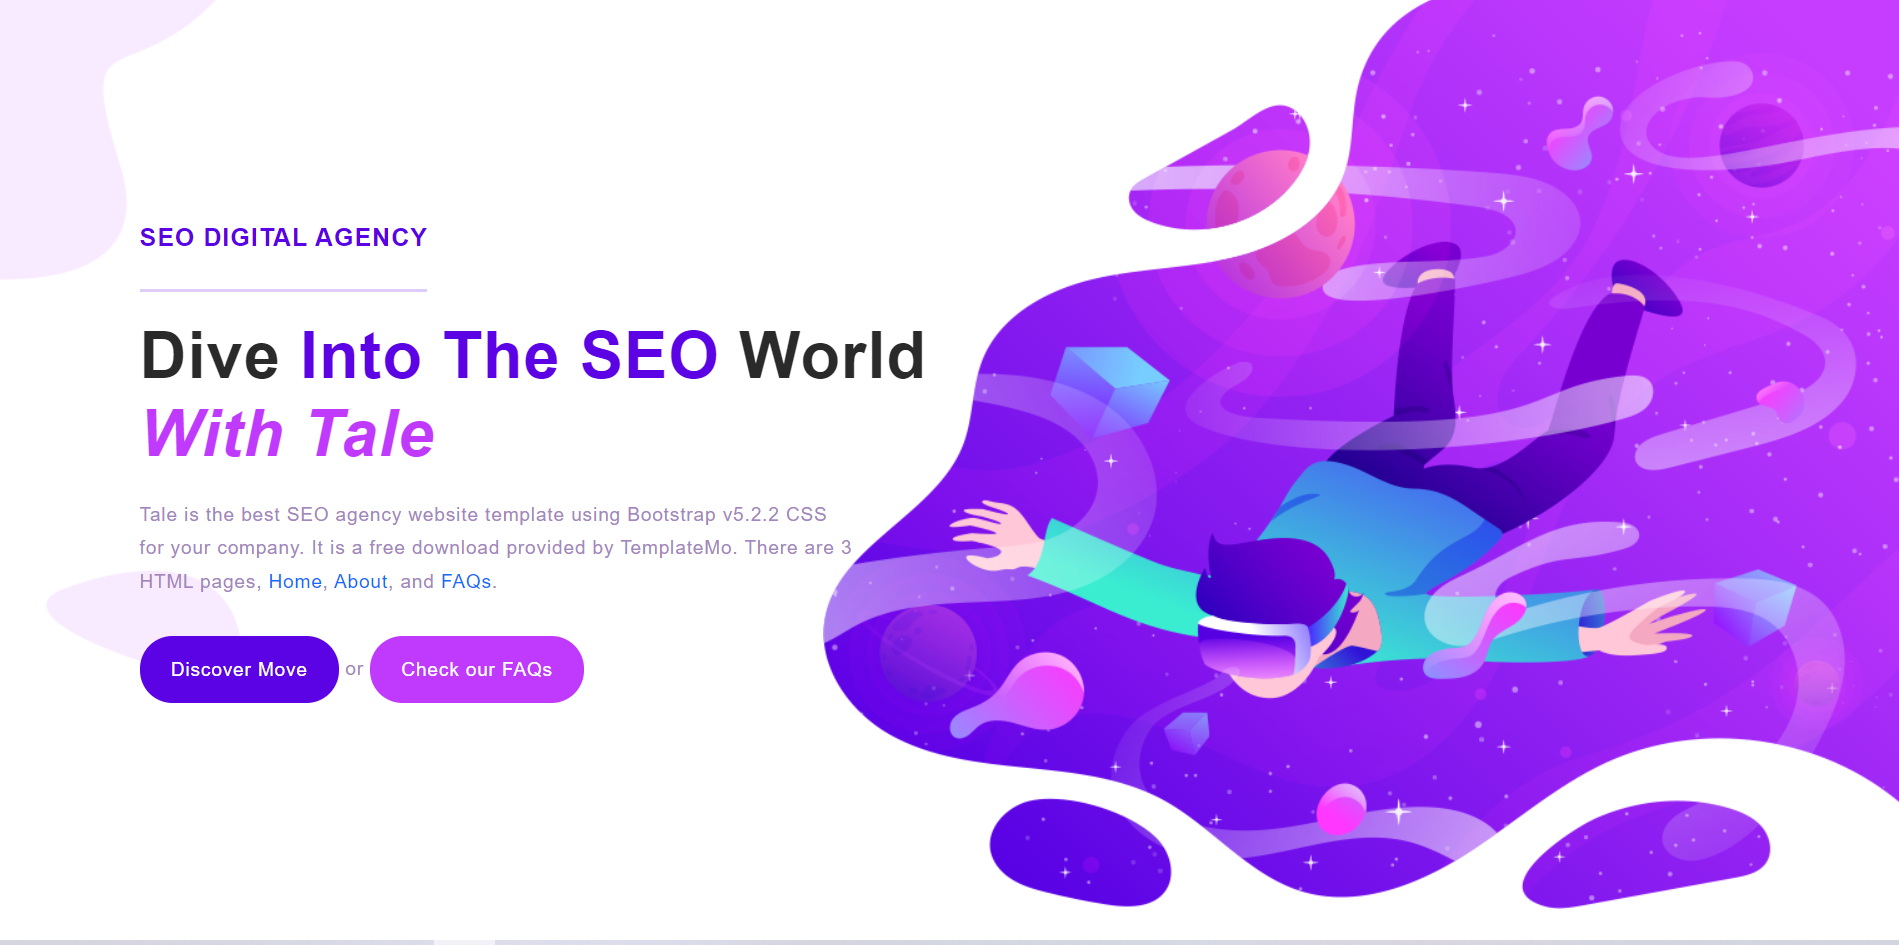 SEO DIGITAL AGENCY
Dive Into The SEO World
With Tale
Tale is the best SEO agency website template using Bootstrap v5.2.2 CSS
for your company. It is a free download provided by TemplateMo. There are 3
HTML pages, Home, About, and FAQs.
Discover Move or Check our FAQs